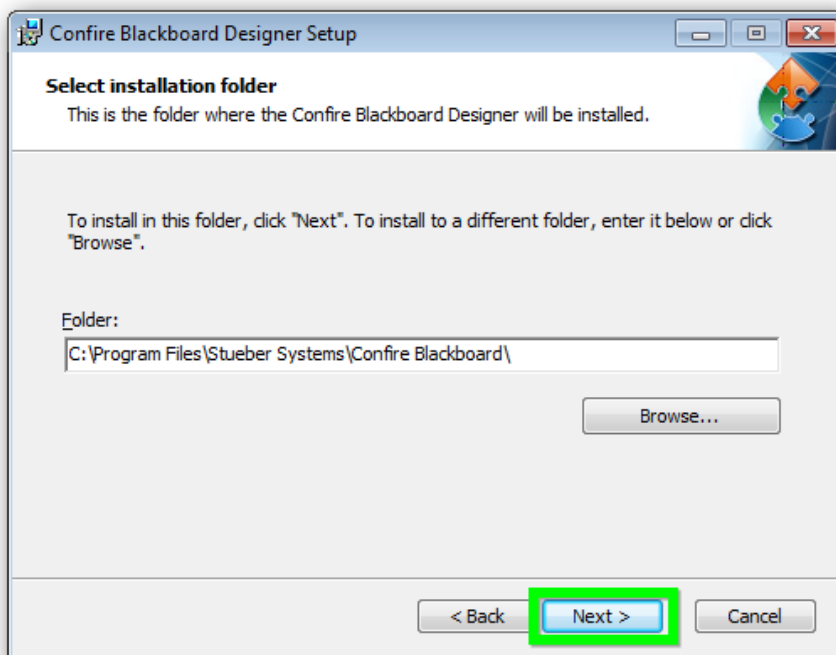 Confire Blackboard Designer Setup
Select installation folder
This is the folder where the Confire Blackboard Designer will be installed.
To install in this folder, click "Next". To install to a different folder, enter it below or click
"Browse".
Folder:
C:\Program Files\Stueber Systems\Confire Blackboard\
Browse...
< Back
Next >
Cancel